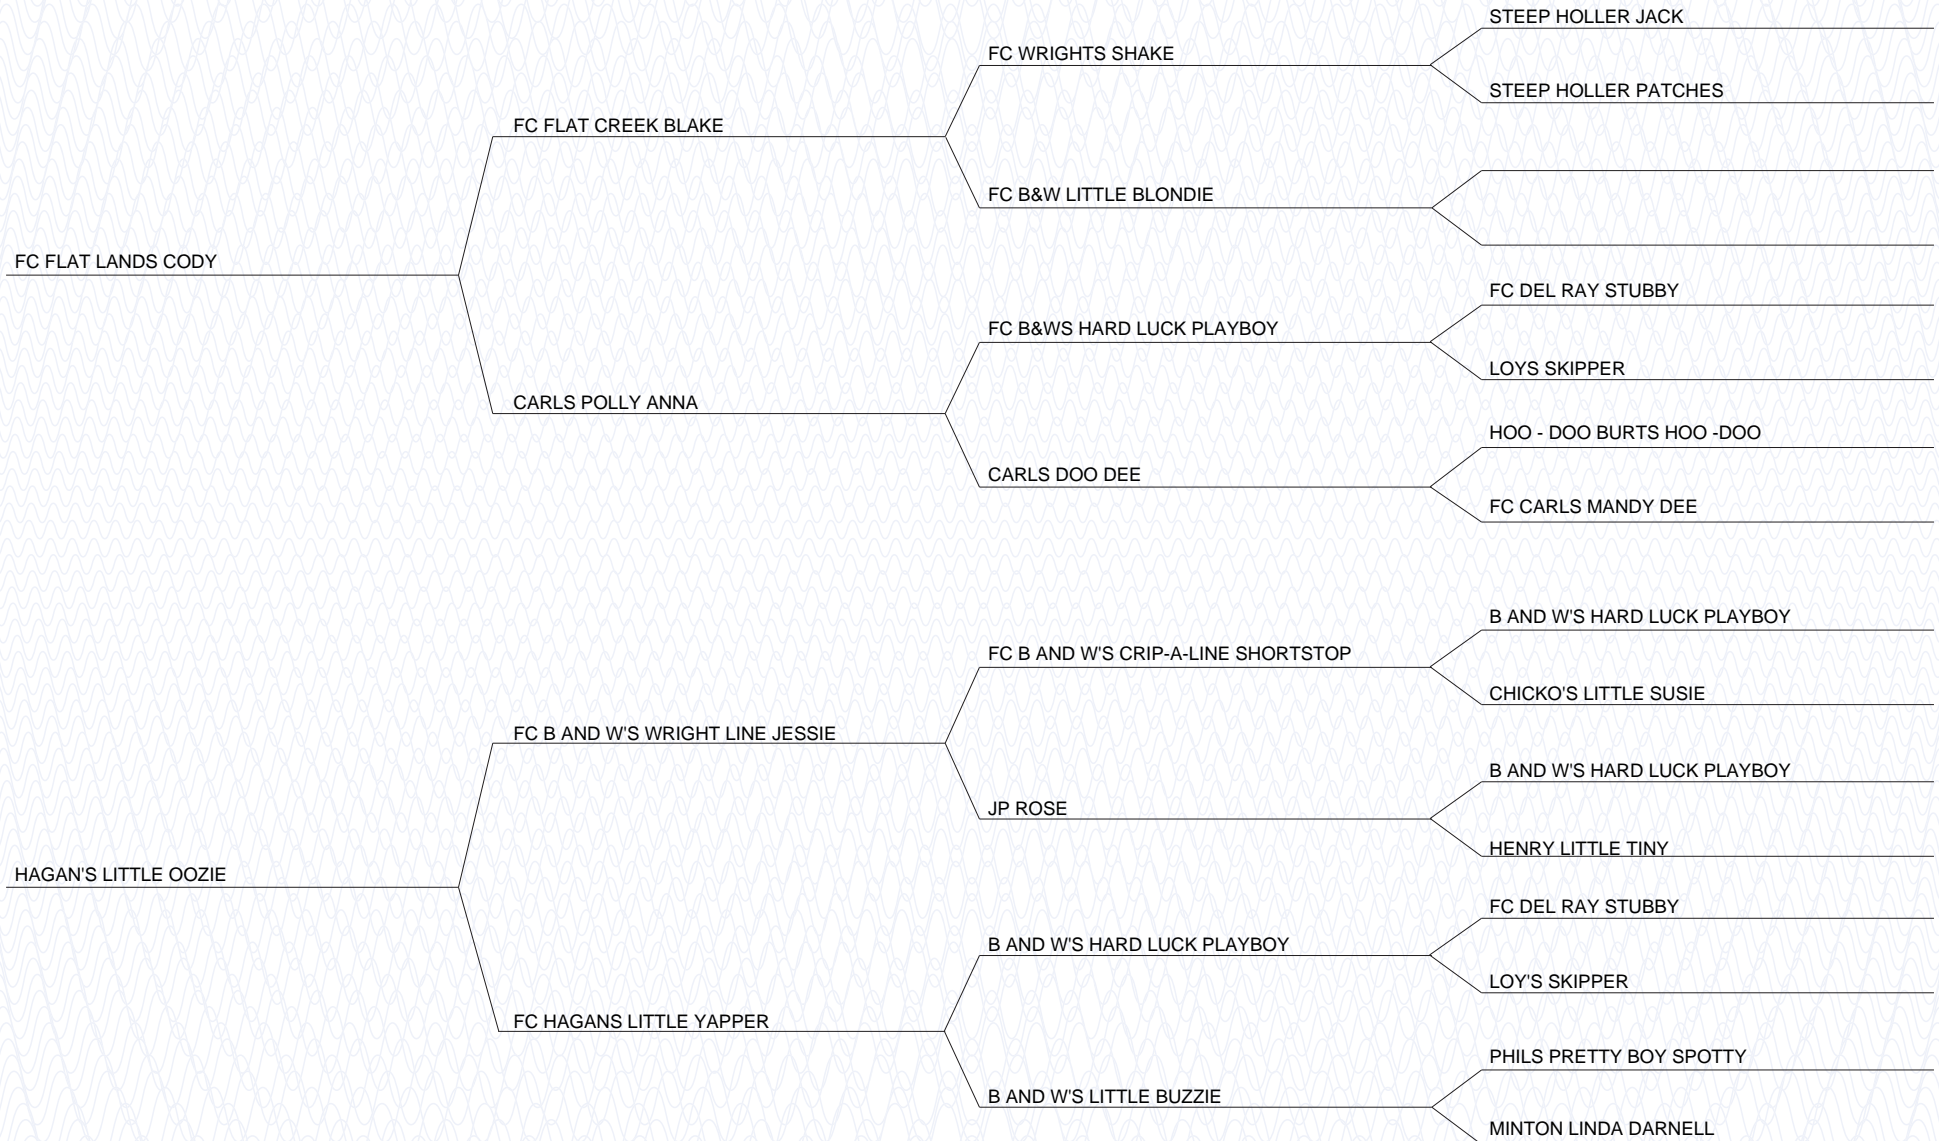 STEEP HOLLER JACK
FC WRIGHTS SHAKE
STEEP HOLLER PATCHES
FC FLAT CREEK BLAKE
FC B&W LITTLE BLONDIE
FC FLAT LANDS CODY
FC DEL RAY STUBBY
FC B&WS HARD LUCK PLAYBOY
LOYS SKIPPER
CARLS POLLY ANNA
HOO - DOO BURTS HOO -DOO
CARLS DOO DEE
FC CARLS MANDY DEE
B AND W'S HARD LUCK PLAYBOY
FC B AND W'S CRIP-A-LINE SHORTSTOP
CHICKO'S LITTLE SUSIE
FC B AND W'S WRIGHT LINE JESSIE
B AND W'S HARD LUCK PLAYBOY
JP ROSE
HENRY LITTLE TINY
HAGAN'S LITTLE OOZIE
FC DEL RAY STUBBY
B AND W'S HARD LUCK PLAYBOY
LOY'S SKIPPER
FC HAGANS LITTLE YAPPER
PHILS PRETTY BOY SPOTTY
B AND W'S LITTLE BUZZIE
MINTON LINDA DARNELL